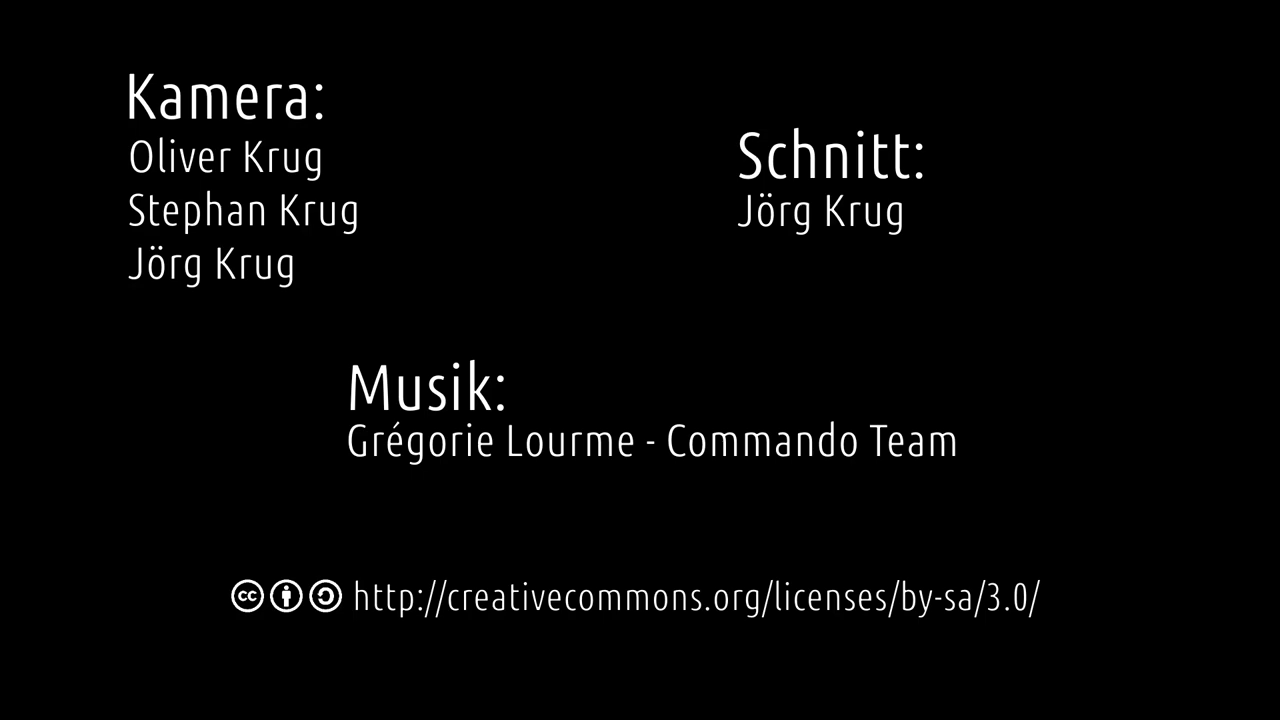 Kamera:
Oliver Krug
Stephan Krug
Jörg Krug
Schnitt:
Jörg Krug
Musik:
Grégorie Lourme - Commando Team
http://creativecommons.org/licenses/by-sa/3.0/